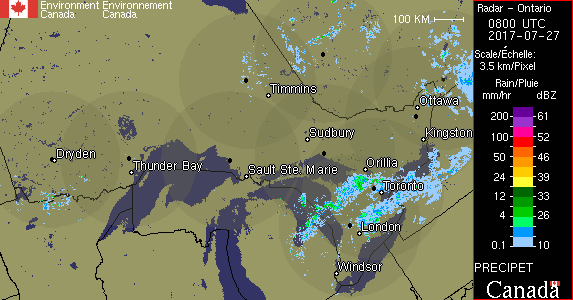 Environment Environnement
Canada Canada
Radar - Ontario
0800 UTC
2017-07-27
100 KM
Scale/Échelle:
3.5 km/Pixel
Rain/Pluie
mm/hr dBZ
200 61
100 52
50 46
24 39
12 33
4 26
0.1 10
PRECIPET
Canada
Timmins
Ottawa
Sudbury
Kingston
Dryden
Thunder Bay
Sault Ste. Marie
Orillia
Toronto
London
Windsor